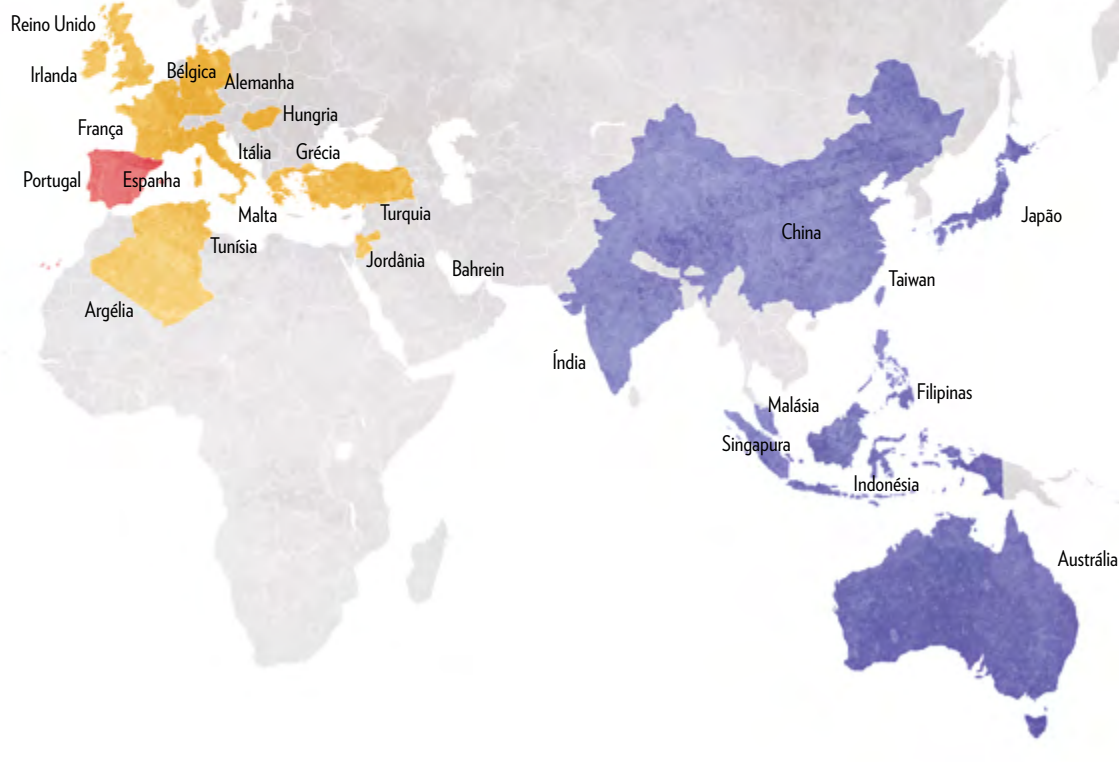 Reino Unido
Irlanda
Bélgica
Alemanha
França
Hungria
Itália
Grécia
Portugal
Espanha
Malta
Turquia
Tunísia
Jordânia
Bahrein
Argélia
China
Japão
Taiwan
Índia
Filipinas
Malásia
Singapura
Indonésia
Austrália